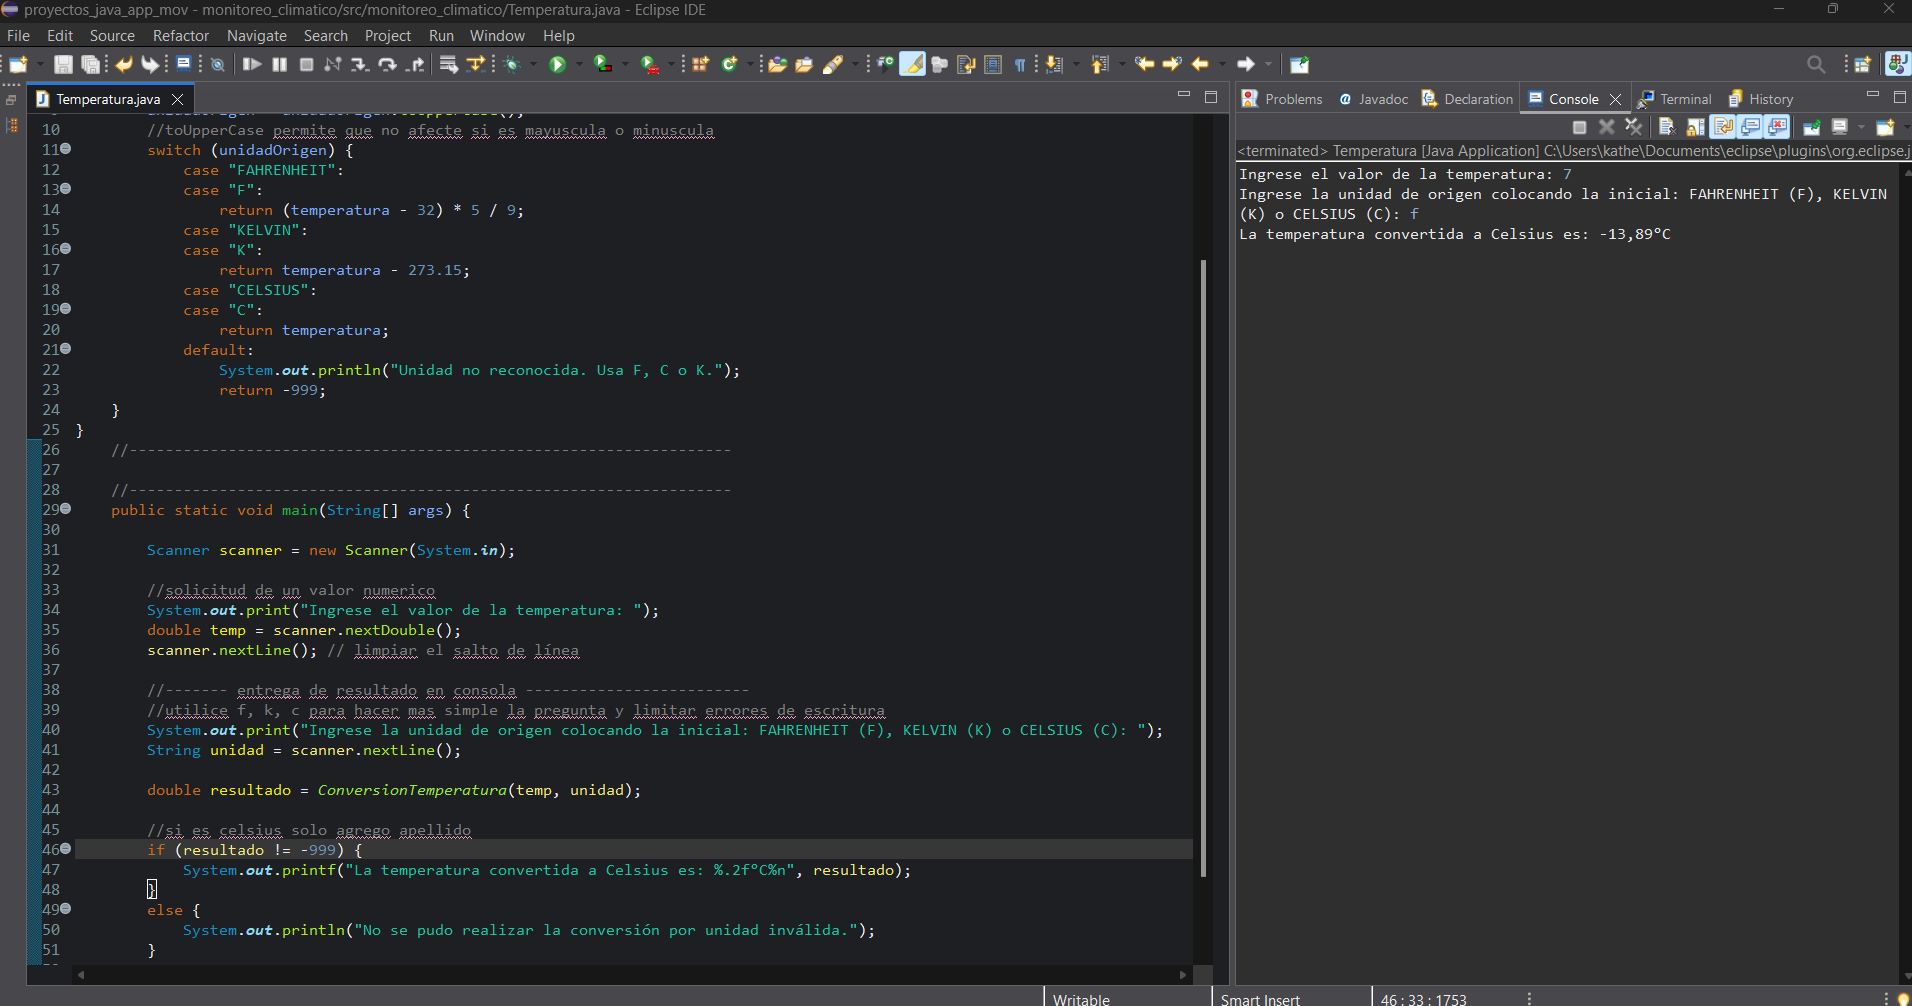 proyectos_java_app_mov - monitoreo_climatico/src/monitoreo_climatico/Temperatura.java - Eclipse IDE
File Edit Source Refactor Navigate Search Project Run Window Help
Temperatura.java
10 //toUpperCase permite que no afecte si es mayuscula o minuscula
11 switch (unidadOrigen) {
12 case "FAHRENHEIT":
13 case "F":
14 return (temperatura - 32) * 5 / 9;
15 case "KELVIN":
16 case "K":
17 return temperatura - 273.15;
18 case "CELSIUS":
19 case "C":
20 return temperatura;
21 default:
22 System.out.println("Unidad no reconocida. Usa F, C o K.");
23 return -999;
24 }
25 }
26 //-------------------------------------------------------------------
27
28 //-------------------------------------------------------------------
29 public static void main(String[] args) {
30
31 Scanner scanner = new Scanner(System.in);
32
33 //solicitud de un valor numerico
34 System.out.print("Ingrese el valor de la temperatura: ");
35 double temp = scanner.nextDouble();
36 scanner.nextLine(); // limpiar el salto de línea
37
38 //------- entrega de resultado en consola -------------------------
39 //utilice f, k, c para hacer mas simple la pregunta y limitar errores de escritura
40 System.out.print("Ingrese la unidad de origen colocando la inicial: FAHRENHEIT (F), KELVIN (K) o CELSIUS (C): ");
41 String unidad = scanner.nextLine();
42
43 double resultado = ConversionTemperatura(temp, unidad);
44
45 //si es celsius solo agrego apellido
46 if (resultado != -999) {
47 System.out.printf("La temperatura convertida a Celsius es: %.2f°C%n", resultado);
48 }
49 else {
50 System.out.println("No se pudo realizar la conversión por unidad inválida.");
51 }
Problems Javadoc Declaration Console Terminal History
<terminated> Temperatura [Java Application] C:\Users\kathe\Documents\eclipse\plugins\org.eclipse.j
Ingrese el valor de la temperatura: 7
Ingrese la unidad de origen colocando la inicial: FAHRENHEIT (F), KELVIN
(K) o CELSIUS (C): f
La temperatura convertida a Celsius es: -13,89°C
Writable Smart Insert 46 : 33 : 1753